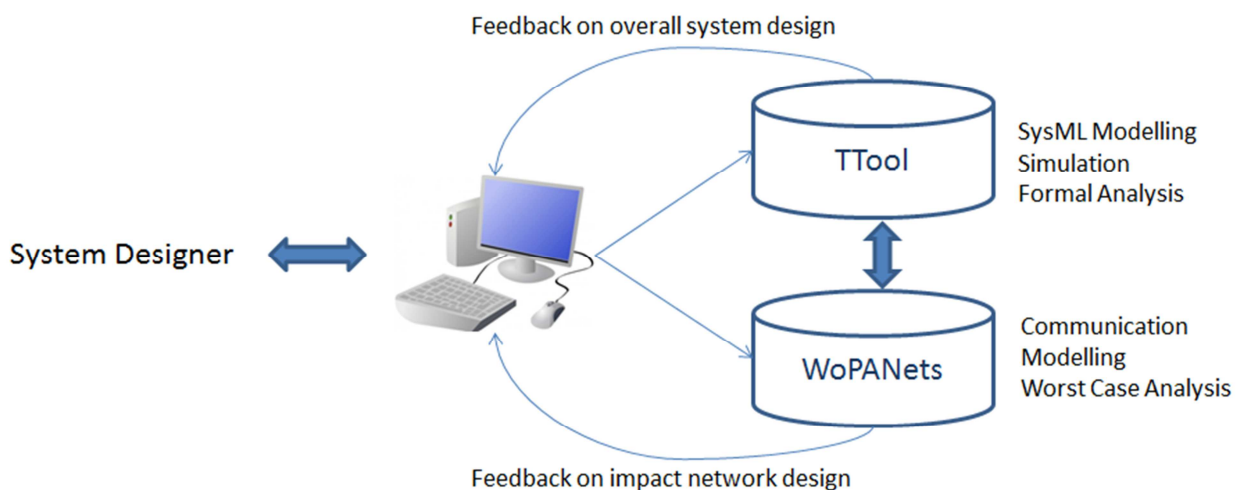 Feedback on overall system design
TTool
SysML Modelling
Simulation
Formal Analysis
System Designer
WoPANets
Communication
Modelling
Worst Case Analysis
Feedback on impact network design